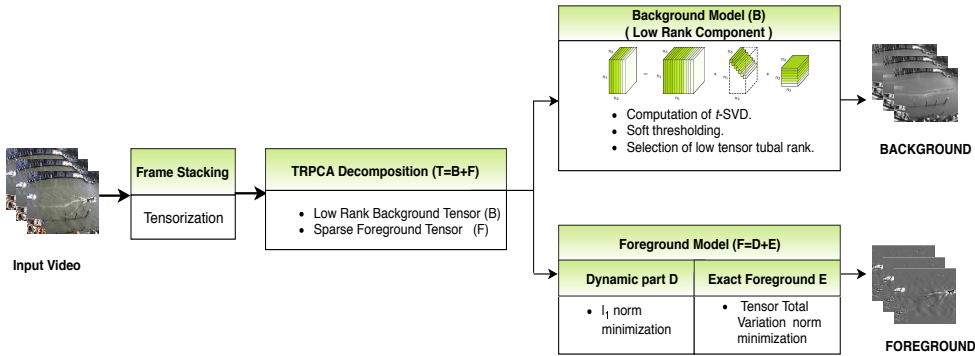 Input Video
Frame Stacking
Tensorization
TRPCA Decomposition (T=B+F)
• Low Rank Background Tensor (B)
• Sparse Foreground Tensor (F)
Background Model (B)
( Low Rank Component )
• Computation of t-SVD.
• Soft thresholding.
• Selection of low tensor tubal rank.
BACKGROUND
Foreground Model (F=D+E)
Dynamic part D
• l₁ norm
minimization
Exact Foreground E
• Tensor Total
Variation norm
minimization
FOREGROUND